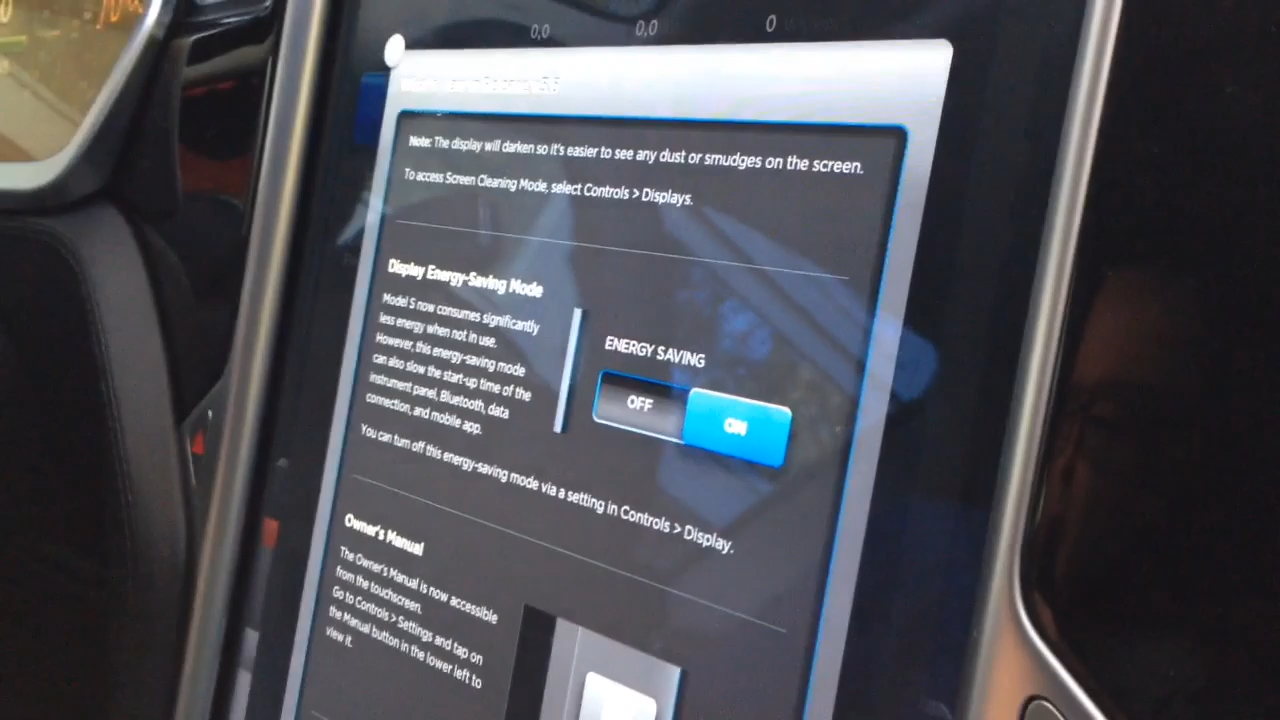 0,0 0,0 0
Note: The display will darken so it's easier to see any dust or smudges on the screen.
To access Screen Cleaning Mode, select Controls > Displays.
Display Energy-Saving Mode
Model S now consumes significantly
less energy when not in use.
However, this energy-saving mode
can also slow the start-up time of the
instrument panel, Bluetooth, data
connection, and mobile app.
ENERGY SAVING
OFF ON
You can turn off this energy-saving mode via a setting in Controls > Display.
Owner's Manual
The Owner's Manual is now accessible
from the touchscreen.
Go to Controls > Settings and tap on
the Manual button in the lower left to
view it.